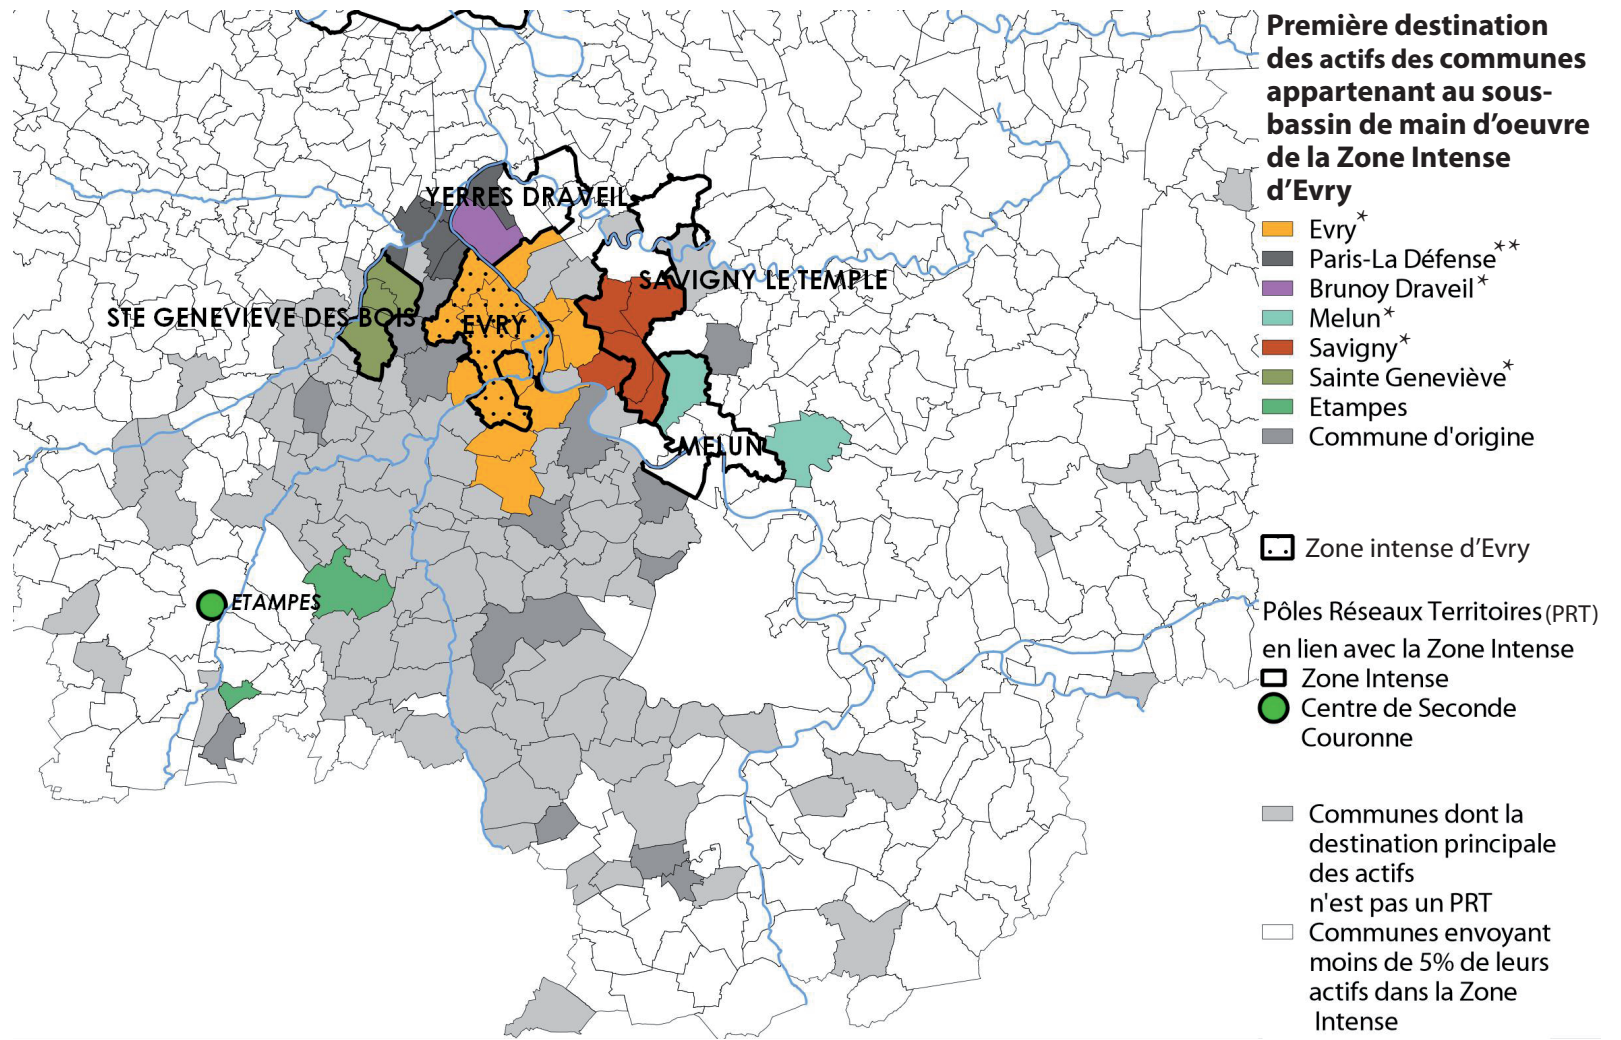 Première destination
des actifs des communes
appartenant au sous-
bassin de main d'oeuvre
de la Zone Intense
d'Evry
Evry*
Paris-La Défense**
Brunoy Draveil*
Melun*
Savigny*
Sainte Geneviève*
Etampes
Commune d'origine
Zone intense d'Evry
Pôles Réseaux Territoires (PRT)
en lien avec la Zone Intense
Zone Intense
Centre de Seconde
Couronne
Communes dont la
destination principale
des actifs
n'est pas un PRT
Communes envoyant
moins de 5% de leurs
actifs dans la Zone
Intense
YERRES DRAVEIL
SAVIGNY LE TEMPLE
STE GENEVIEVE DES BOIS
EVRY
MELUN
ETAMPES